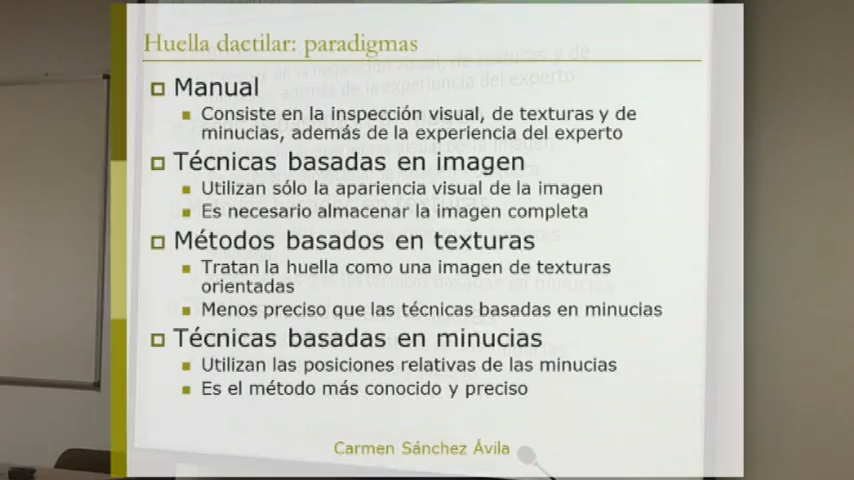 Huella dactilar: paradigmas
Manual
Consiste en la inspección visual, de texturas y de
minucias, además de la experiencia del experto
Técnicas basadas en imagen
Utilizan sólo la apariencia visual de la imagen
Es necesario almacenar la imagen completa
Métodos basados en texturas
Tratan la huella como una imagen de texturas
orientadas
Menos preciso que las técnicas basadas en minucias
Técnicas basadas en minucias
Utilizan las posiciones relativas de las minucias
Es el método más conocido y preciso
Carmen Sánchez Ávila